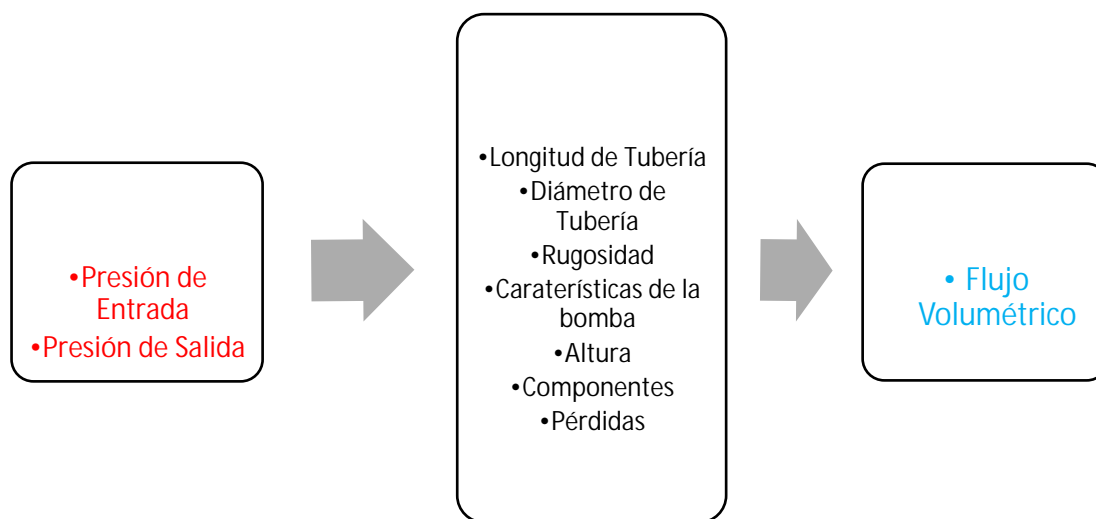 •Presión de
Entrada
•Presión de Salida
•Longitud de Tubería
•Diámetro de
Tubería
•Rugosidad
•Caraterísticas de la
bomba
•Altura
•Componentes
•Pérdidas
• Flujo
Volumétrico